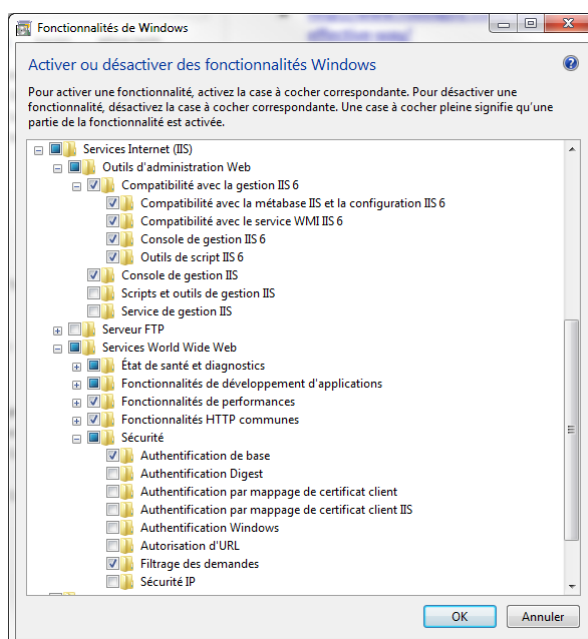 effective-way/
Fonctionnalités de Windows
Activer ou désactiver des fonctionnalités Windows
Pour activer une fonctionnalité, activez la case à cocher correspondante. Pour désactiver une
fonctionnalité, désactivez la case à cocher correspondante. Une case à cocher pleine signifie qu'une
partie de la fonctionnalité est activée.
Services Internet (IIS)
Outils d'administration Web
Compatibilité avec la gestion IIS 6
Compatibilité avec la métabase IIS et la configuration IIS 6
Compatibilité avec le service WMI IIS 6
Console de gestion IIS 6
Outils de script IIS 6
Console de gestion IIS
Scripts et outils de gestion IIS
Service de gestion IIS
Serveur FTP
Services World Wide Web
État de santé et diagnostics
Fonctionnalités de développement d'applications
Fonctionnalités de performances
Fonctionnalités HTTP communes
Sécurité
Authentification de base
Authentification Digest
Authentification par mappage de certificat client
Authentification par mappage de certificat client IIS
Authentification Windows
Autorisation d'URL
Filtrage des demandes
Sécurité IP
OK Annuler